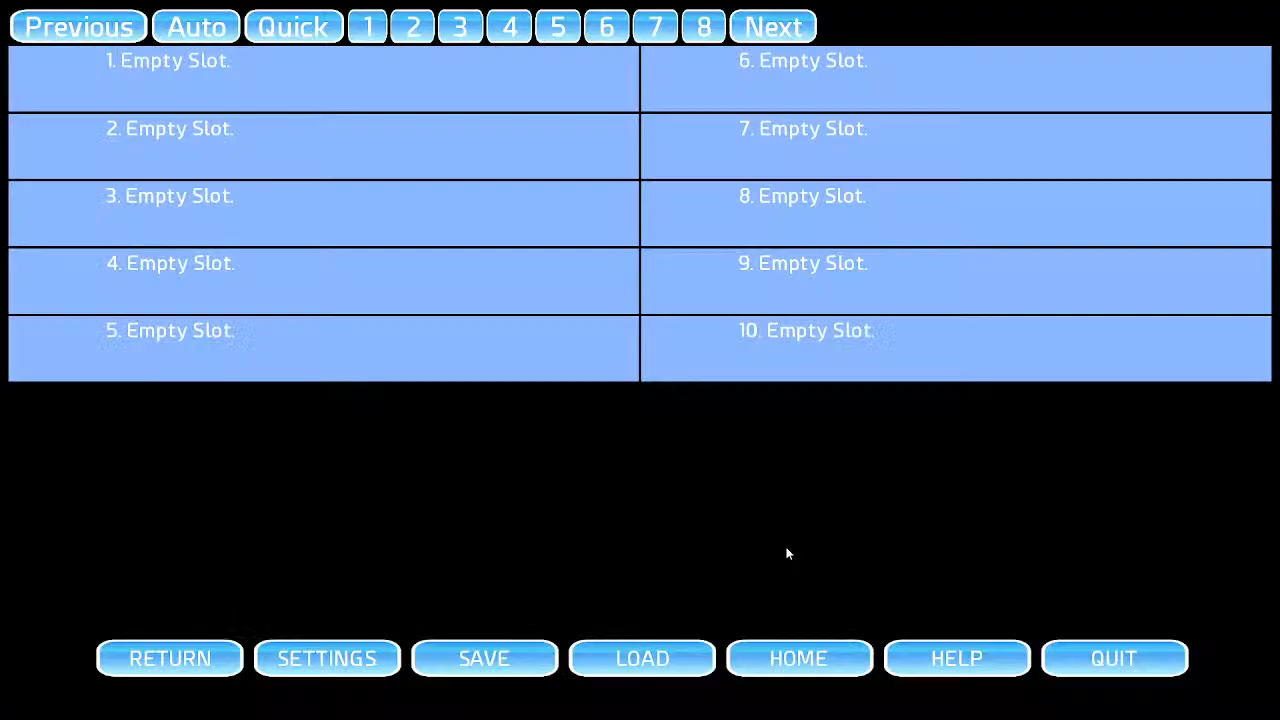 Previous Auto Quick 1 2 3 4 5 6 7 8 Next
1. Empty Slot.
2. Empty Slot.
3. Empty Slot.
4. Empty Slot.
5. Empty Slot.
6. Empty Slot.
7. Empty Slot.
8. Empty Slot.
9. Empty Slot.
10. Empty Slot.
RETURN SETTINGS SAVE LOAD HOME HELP QUIT